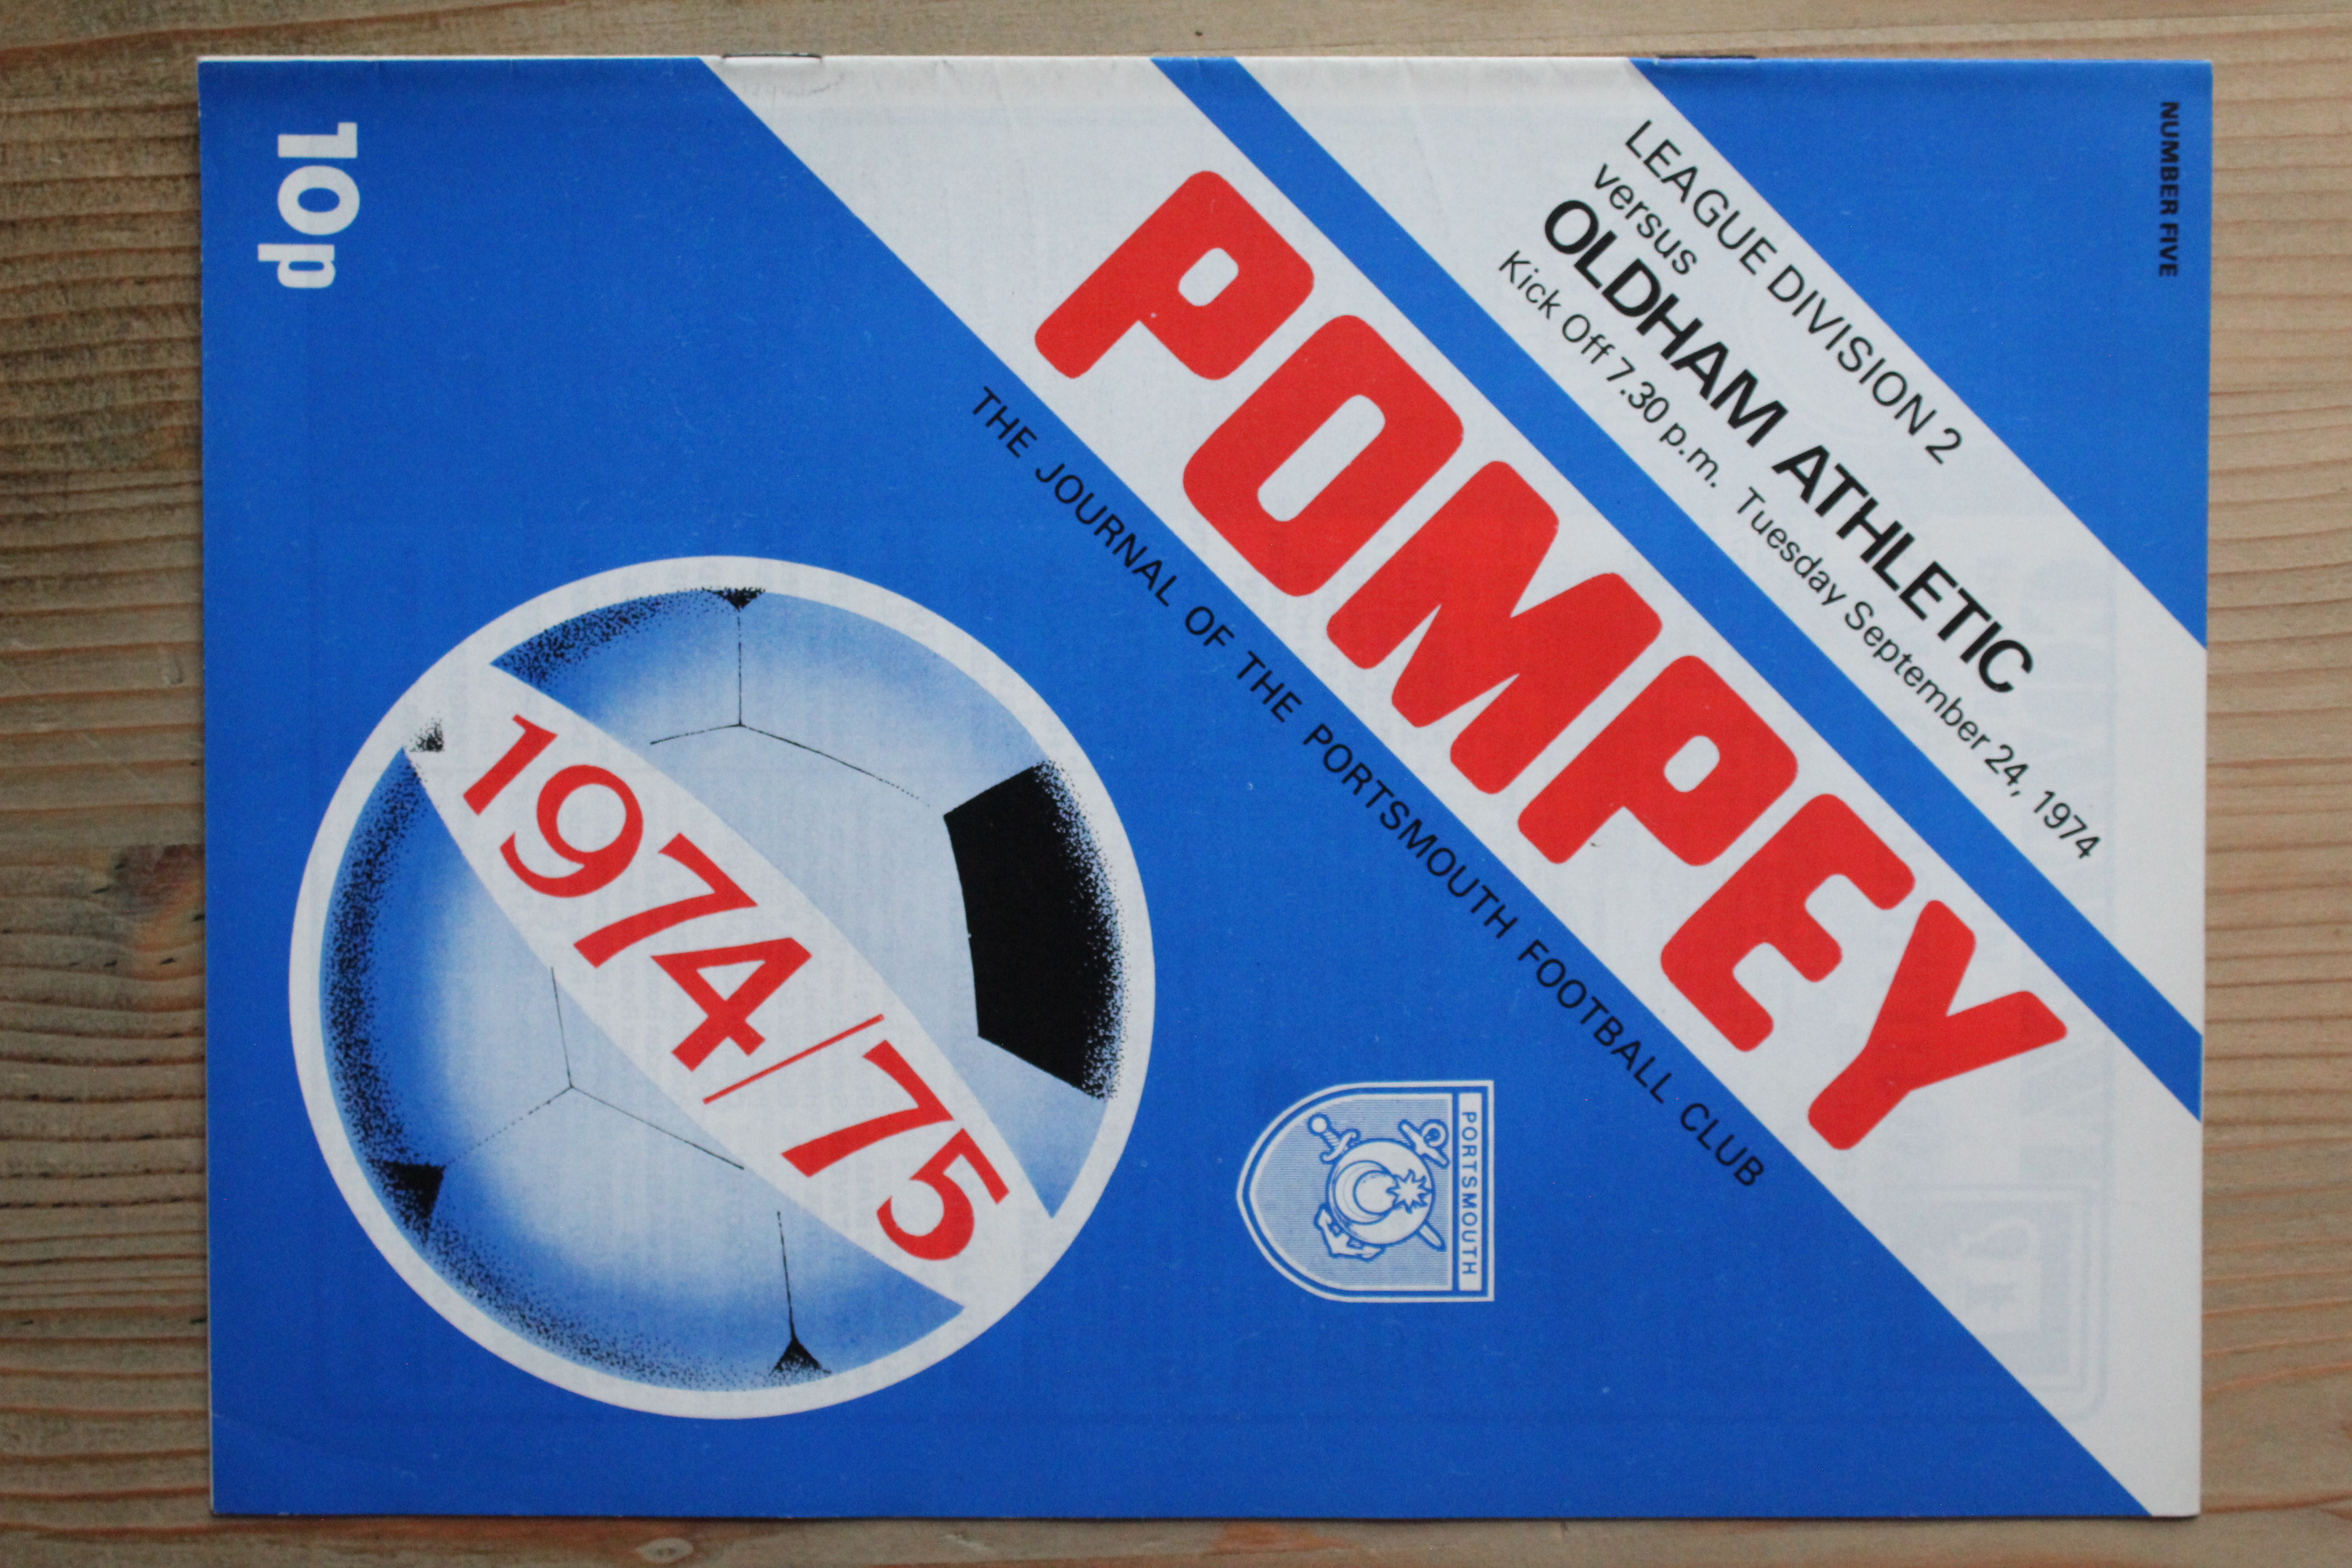 NUMBER FIVE
LEAGUE DIVISION 2
versus
OLDHAM ATHLETIC
Kick Off 7.30 p.m. Tuesday September 24, 1974
POMPEY
THE JOURNAL OF THE PORTSMOUTH FOOTBALL CLUB
PORTSMOUTH
1974/75
10p